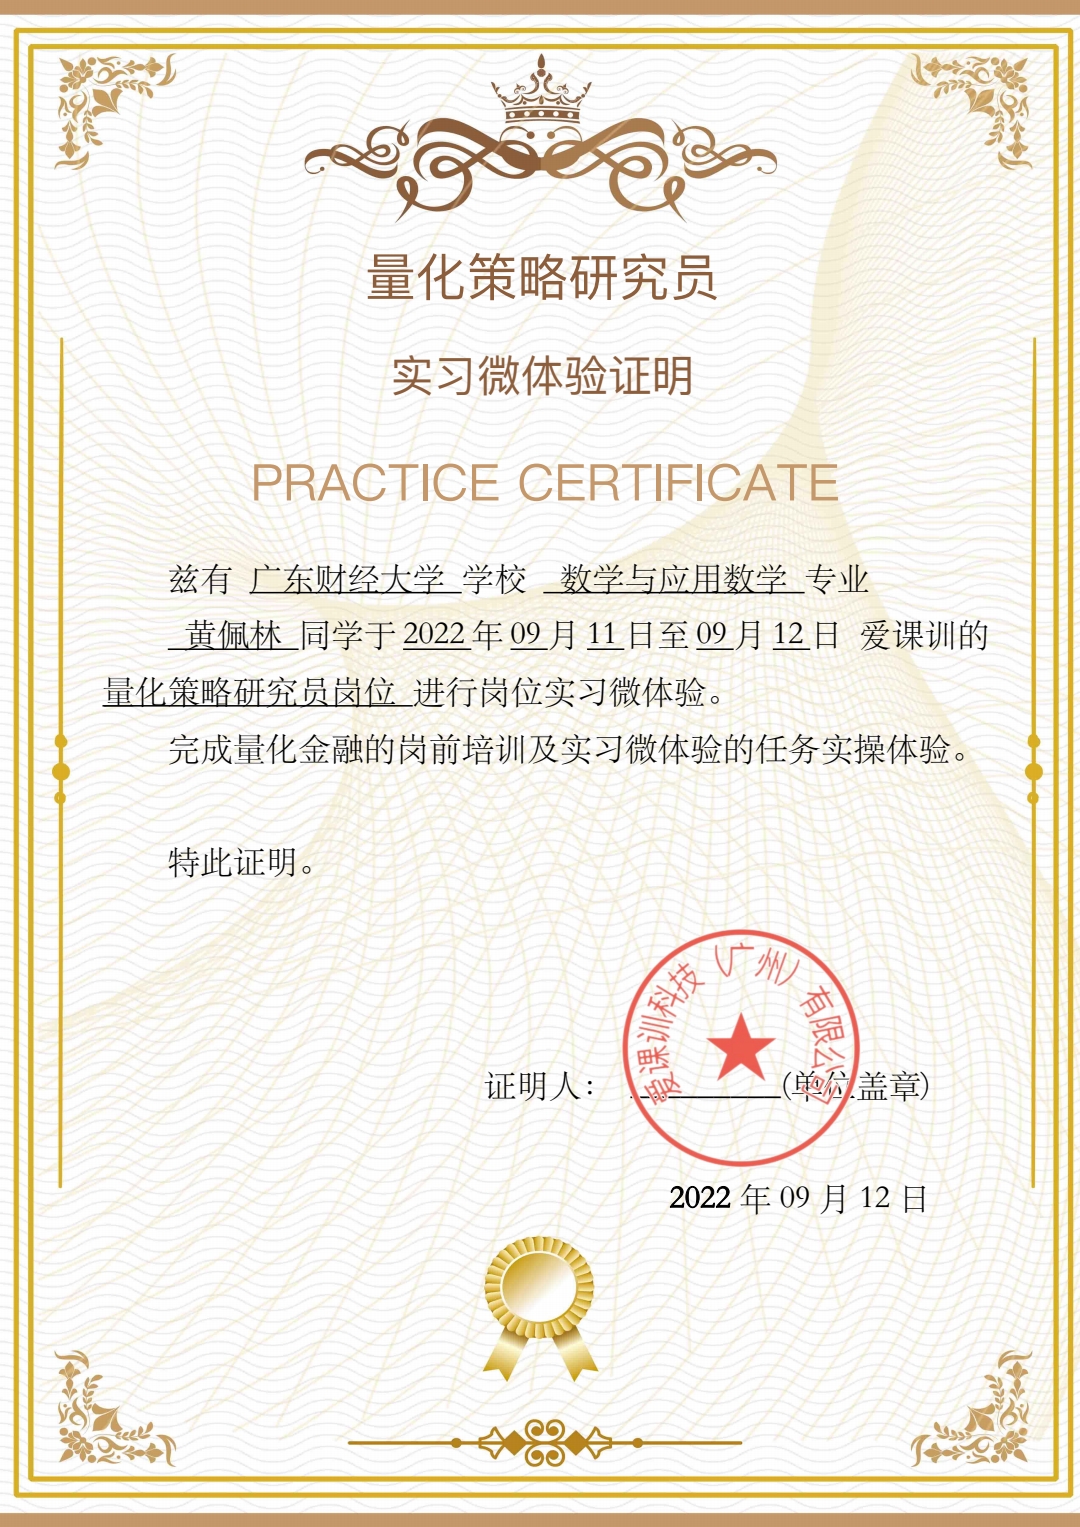 量化策略研究员
实习微体验证明
PRACTICE CERTIFICATE
兹有 广东财经大学 学校 数学与应用数学 专业
黄佩林 同学于 2022 年 09 月 11 日至 09 月 12 日 爱课训的
量化策略研究员岗位 进行岗位实习微体验。
完成量化金融的岗前培训及实习微体验的任务实操体验。
特此证明。
爱课训科技（广州）有限公司
证明人： (单位盖章)
2022 年 09 月 12 日